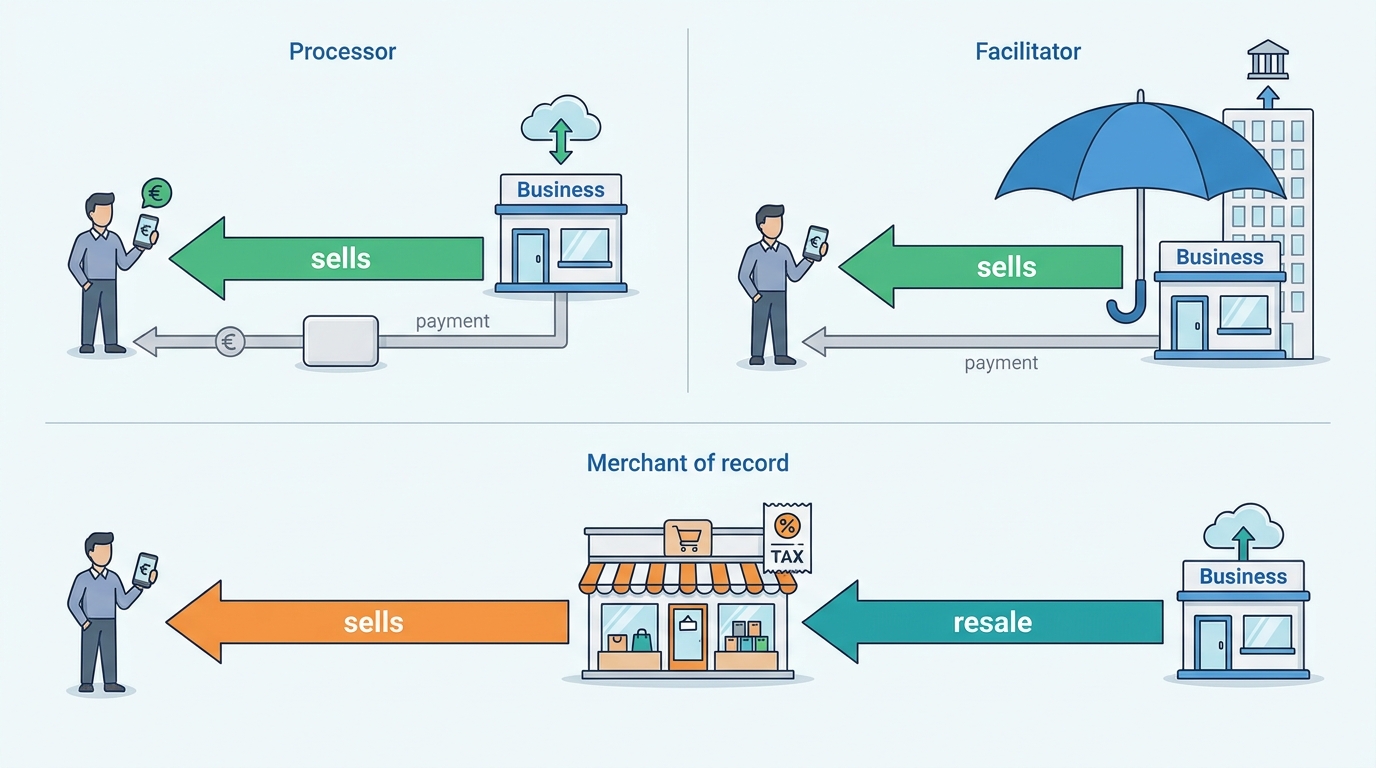 Processor
Business
€
€
sells
payment
€
Facilitator
Business
€
sells
payment
Merchant of record
%
TAX
€
sells
resale
Business